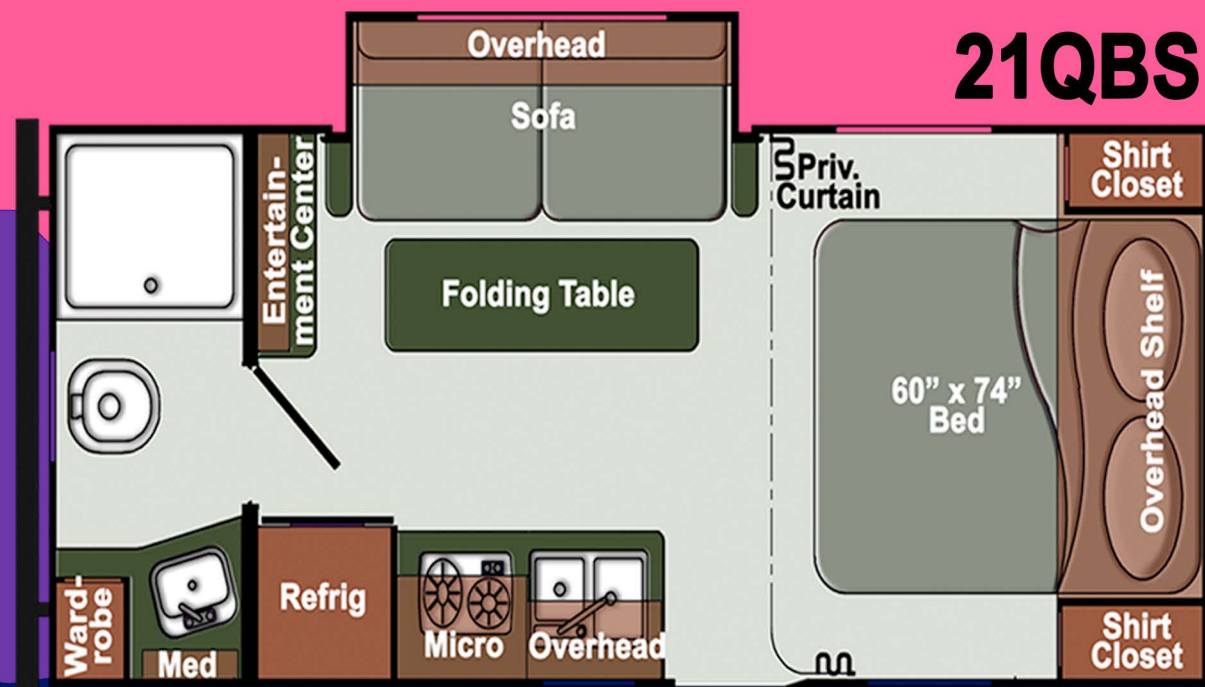 21QBS
Overhead
Sofa
Entertain-
ment Center
Priv.
Curtain
Shirt
Closet
Folding Table
60” x 74”
Bed
Overhead Shelf
Ward-
robe
Med
Refrig
Micro
Overhead
Shirt
Closet